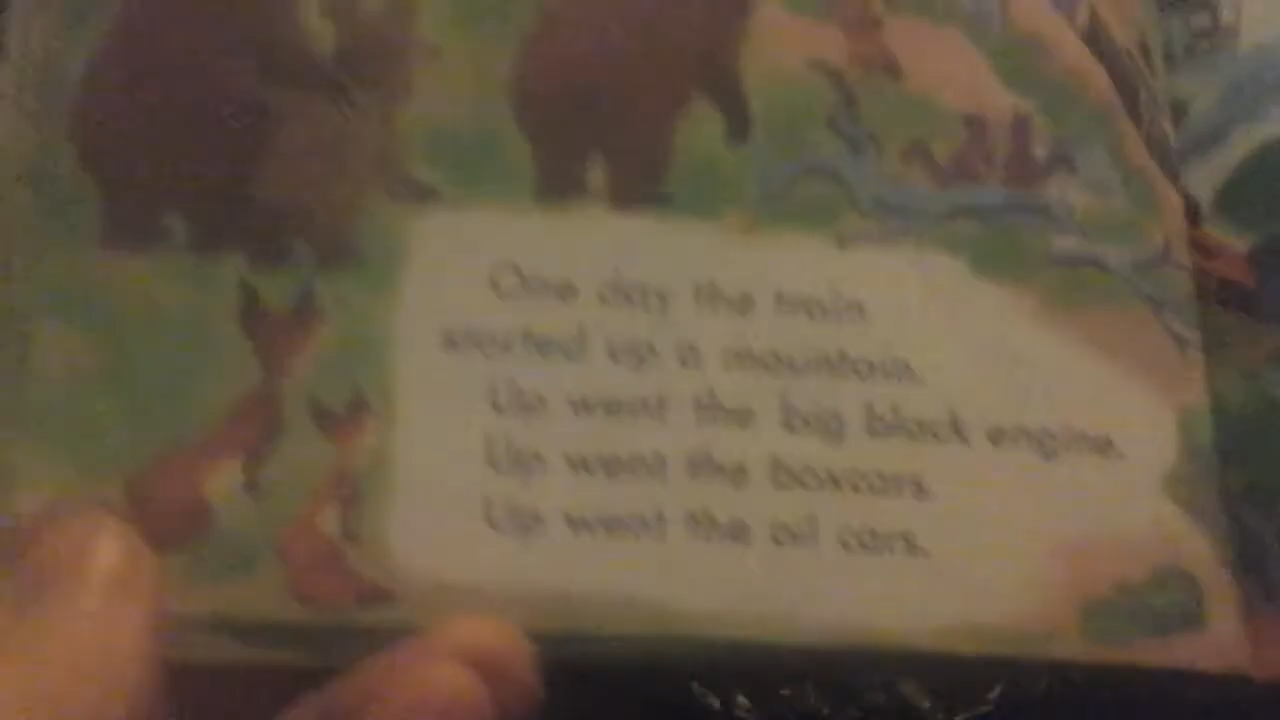 One day the train
started up a mountain.
Up went the big black engine.
Up went the boxcars.
Up went the oil cars.